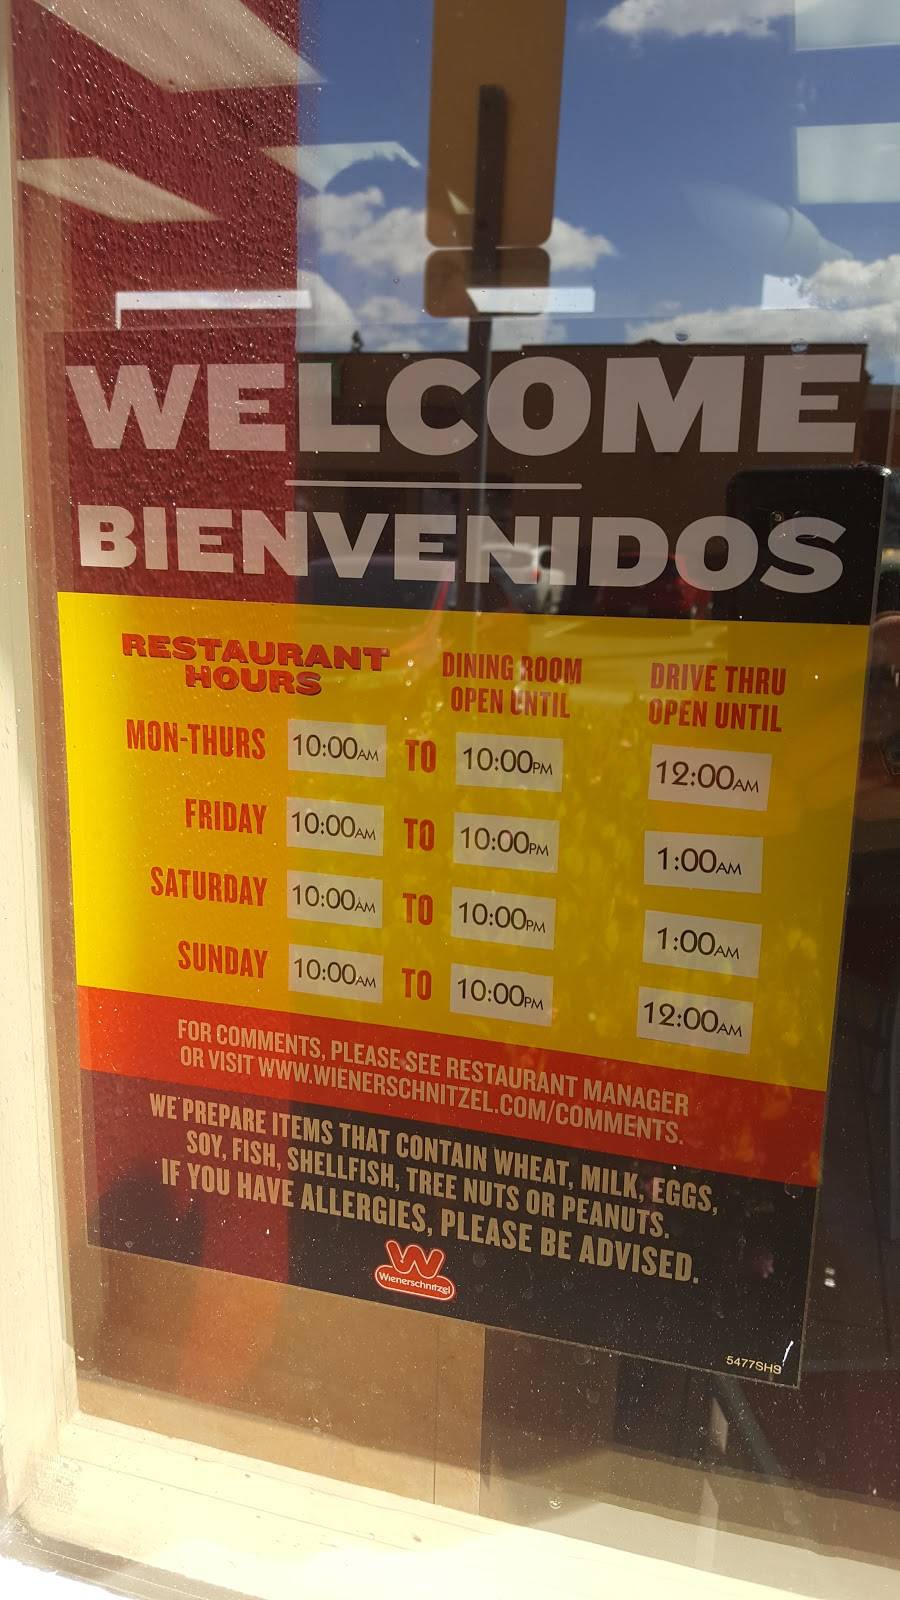 WELCOME
BIENVENIDOS
RESTAURANT HOURS DINING ROOM OPEN UNTIL DRIVE THRU OPEN UNTIL
MON-THURS 10:00AM TO 10:00PM 12:00AM
FRIDAY 10:00AM TO 10:00PM 1:00AM
SATURDAY 10:00AM TO 10:00PM 1:00AM
SUNDAY 10:00AM TO 10:00PM 12:00AM
FOR COMMENTS, PLEASE SEE RESTAURANT MANAGER
OR VISIT WWW.WIENERSCHNITZEL.COM/COMMENTS.
WE PREPARE ITEMS THAT CONTAIN WHEAT, MILK, EGGS,
SOY, FISH, SHELLFISH, TREE NUTS OR PEANUTS.
IF YOU HAVE ALLERGIES, PLEASE BE ADVISED.
W
Wienerschnitzel
5477SHS